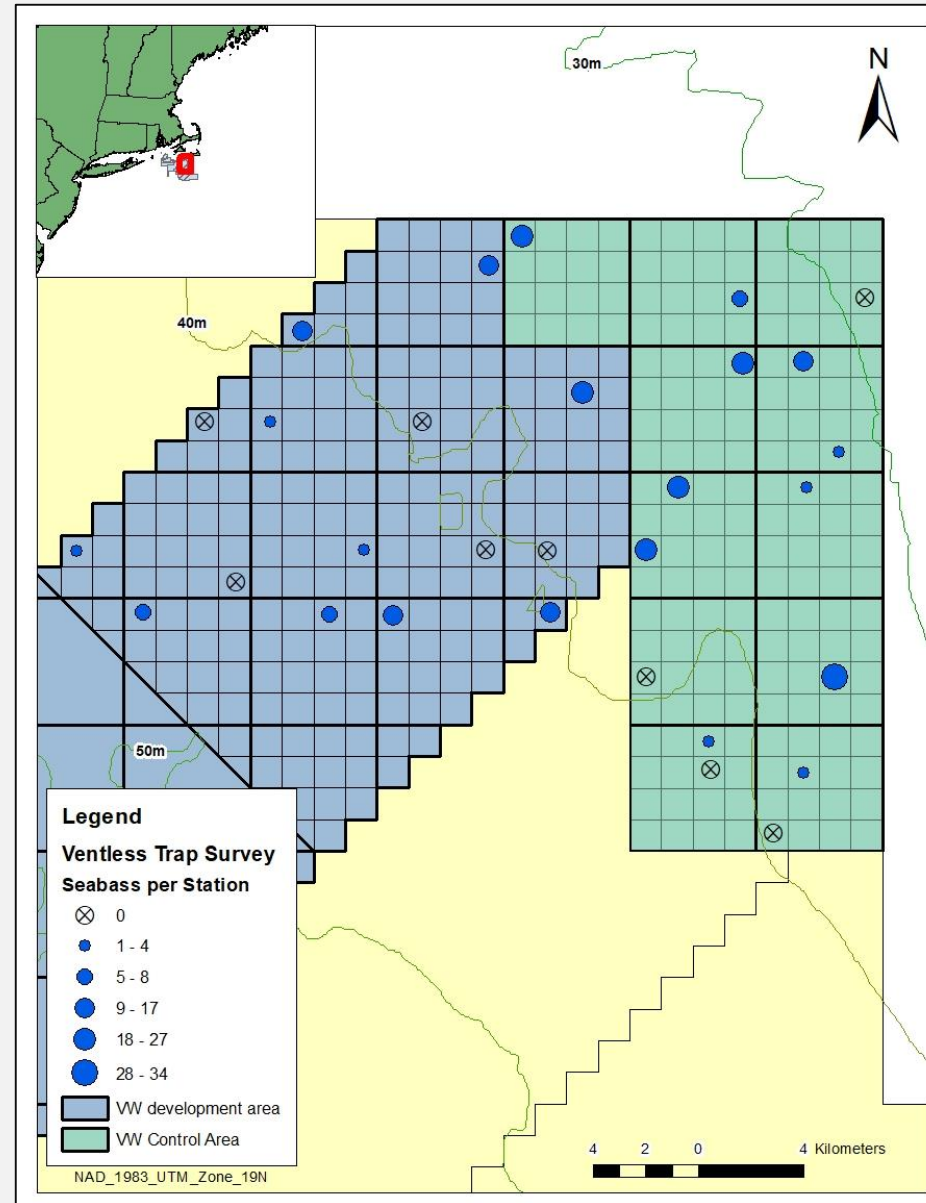 30m
N
40m
50m
Legend
Ventless Trap Survey
Seabass per Station
0
1 - 4
5 - 8
9 - 17
18 - 27
28 - 34
VW development area
VW Control Area
NAD_1983_UTM_Zone_19N
4 2 0 4 Kilometers